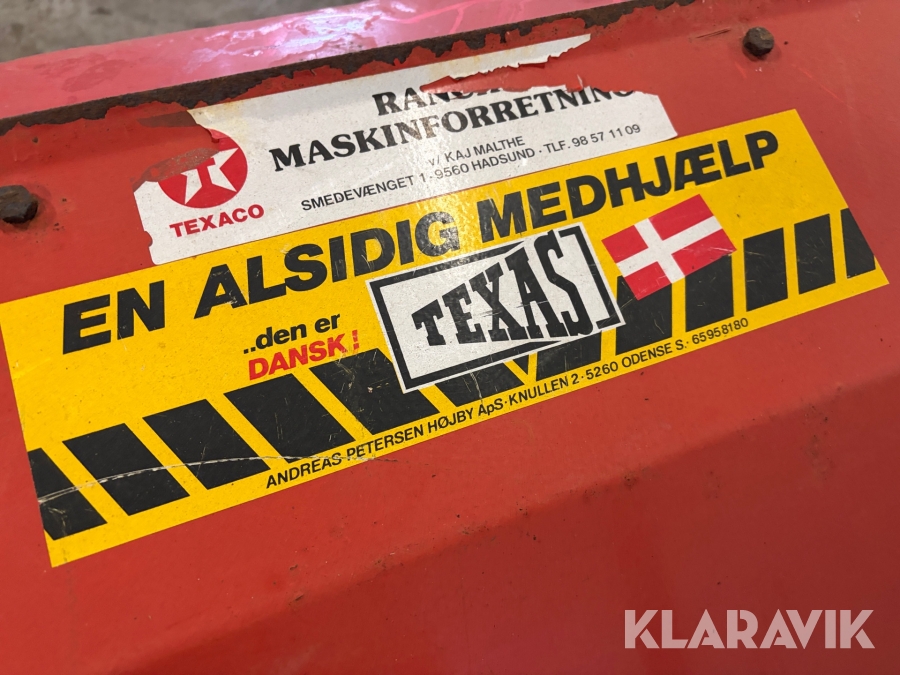 MASKINFORRETNING
v/ KAJ MALTHE
SMEDEVÆNGET 1 · 9560 HADSUND · TLF. 98 57 11 09
TEXACO
EN ALSIDIG MEDHJÆLP
..den er
DANSK!
TEXAS
ANDREAS PETERSEN HØJBY ApS · KNULLEN 2 · 5260 ODENSE S. · 65958180
KLARAVIK